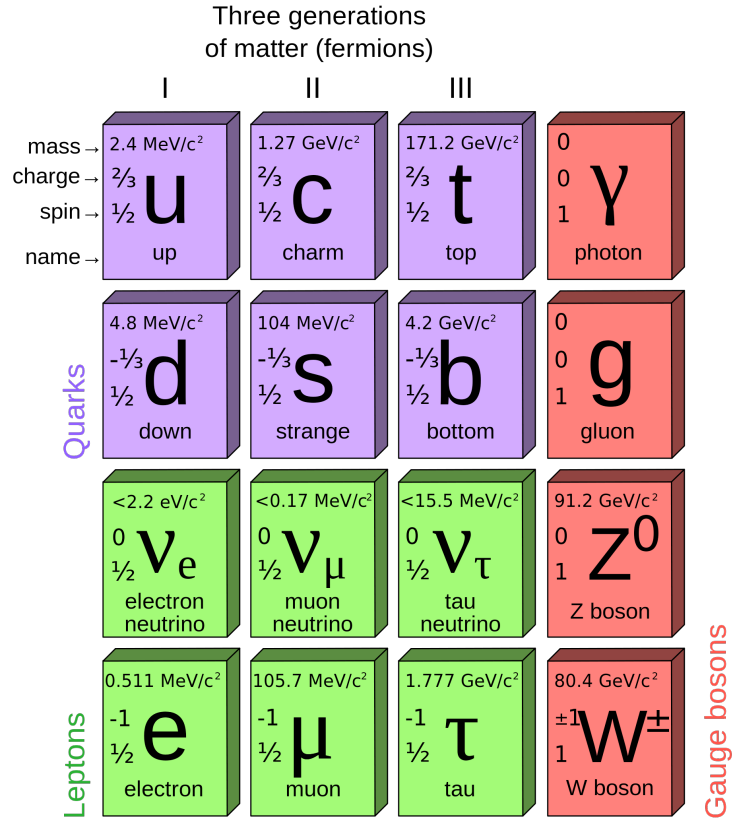 Three generations
of matter (fermions)
I II III
mass→
charge→
spin→
name→
2.4 MeV/c²
⅔
½
u
up
1.27 GeV/c²
⅔
½
c
charm
171.2 GeV/c²
⅔
½
t
top
0
0
1
γ
photon
Quarks
4.8 MeV/c²
-⅓
½
d
down
104 MeV/c²
-⅓
½
s
strange
4.2 GeV/c²
-⅓
½
b
bottom
0
0
1
g
gluon
<2.2 eV/c²
0
½
νe
electron
neutrino
<0.17 MeV/c²
0
½
νμ
muon
neutrino
<15.5 MeV/c²
0
½
ντ
tau
neutrino
91.2 GeV/c²
0
1
Z⁰
Z boson
Leptons
0.511 MeV/c²
-1
½
e
electron
105.7 MeV/c²
-1
½
μ
muon
1.777 GeV/c²
-1
½
τ
tau
80.4 GeV/c²
±1
1
W±
W boson
Gauge bosons